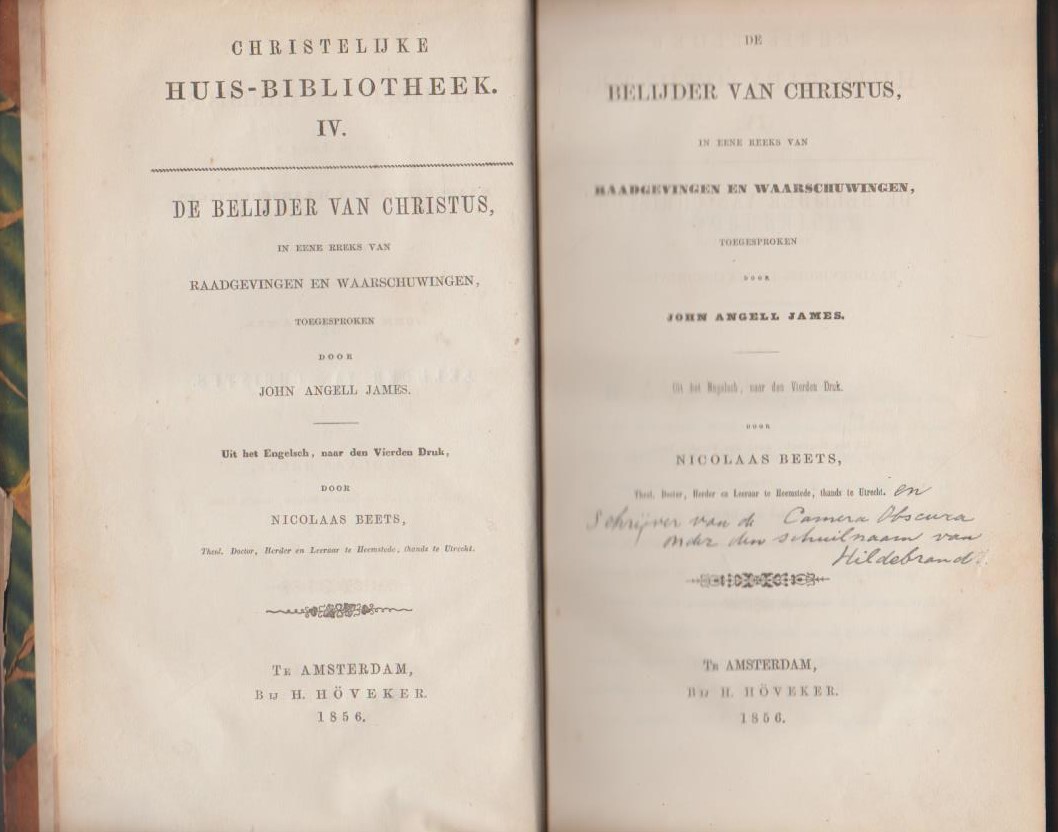 CHRISTELIJKE
HUIS-BIBLIOTHEEK.
IV.
DE BELIJDER VAN CHRISTUS,
IN EENE REEKS VAN
RAADGEVINGEN EN WAARSCHUWINGEN,
TOEGESPROKEN
DOOR
JOHN ANGELL JAMES.
Uit het Engelsch, naar den Vierden Druk,
DOOR
NICOLAAS BEETS,
Theol. Doctor, Herder en Leeraar te Heemstede, thands te Utrecht.
TE AMSTERDAM,
BIJ H. HÖVEKER.
1856.
DE
BELIJDER VAN CHRISTUS,
IN EENE REEKS VAN
RAADGEVINGEN EN WAARSCHUWINGEN,
TOEGESPROKEN
DOOR
JOHN ANGELL JAMES.
Uit het Engelsch, naar den Vierden Druk.
DOOR
NICOLAAS BEETS,
Theol. Doctor, Herder en Leeraar te Heemstede, thands te Utrecht. en
Schrijver van de Camera Obscura
onder den schuilnaam van
Hildebrand.
TE AMSTERDAM,
BIJ H. HÖVEKER.
1856.